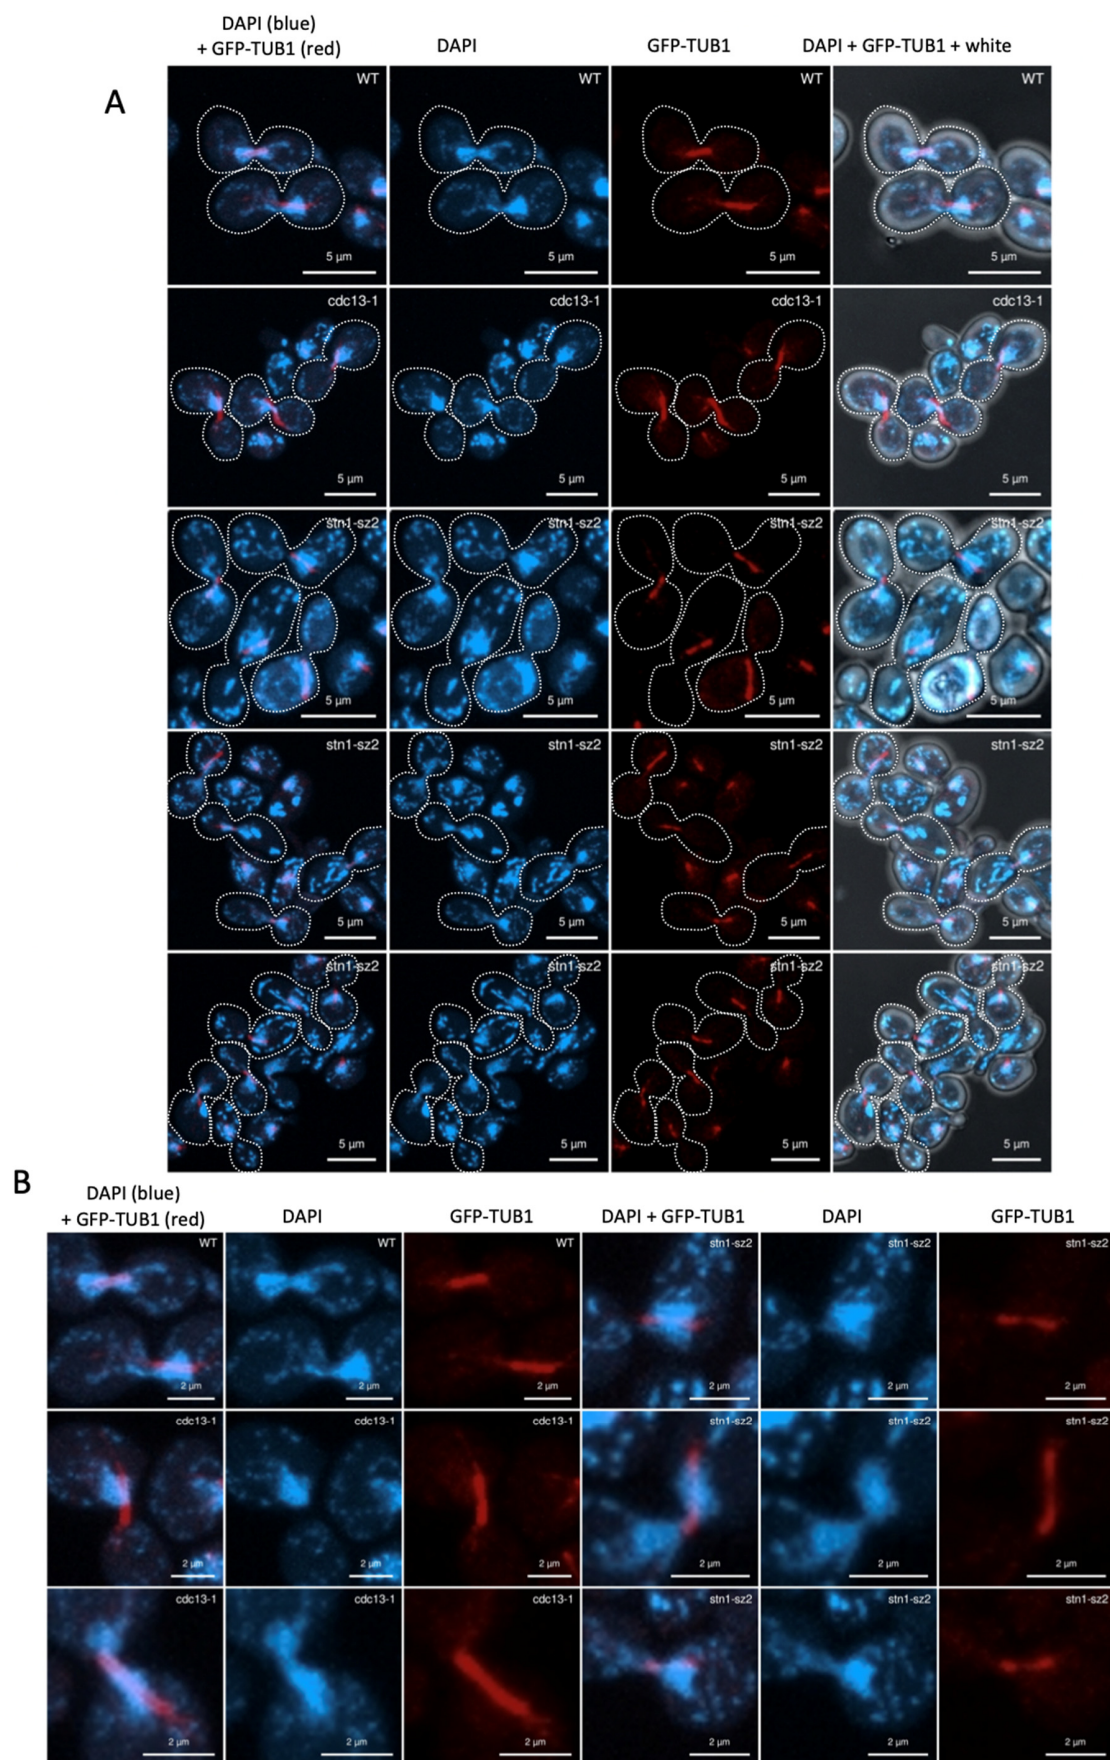 DAPI (blue)
+ GFP-TUB1 (red)
DAPI
GFP-TUB1
DAPI + GFP-TUB1 + white
A
WT
WT
WT
WT
5 µm
5 µm
5 µm
5 µm
cdc13-1
cdc13-1
cdc13-1
cdc13-1
5 µm
5 µm
5 µm
5 µm
stn1-sz2
stn1-sz2
stn1-sz2
stn1-sz2
5 µm
5 µm
5 µm
5 µm
stn1-sz2
stn1-sz2
stn1-sz2
stn1-sz2
5 µm
5 µm
5 µm
5 µm
stn1-sz2
stn1-sz2
stn1-sz2
stn1-sz2
5 µm
5 µm
5 µm
5 µm
B
DAPI (blue)
+ GFP-TUB1 (red)
DAPI
GFP-TUB1
DAPI + GFP-TUB1
DAPI
GFP-TUB1
WT
WT
WT
stn1-sz2
stn1-sz2
stn1-sz2
2 µm
2 µm
2 µm
2 µm
2 µm
2 µm
cdc13-1
cdc13-1
cdc13-1
stn1-sz2
stn1-sz2
stn1-sz2
2 µm
2 µm
2 µm
2 µm
2 µm
2 µm
cdc13-1
cdc13-1
cdc13-1
stn1-sz2
stn1-sz2
stn1-sz2
2 µm
2 µm
2 µm
2 µm
2 µm
2 µm